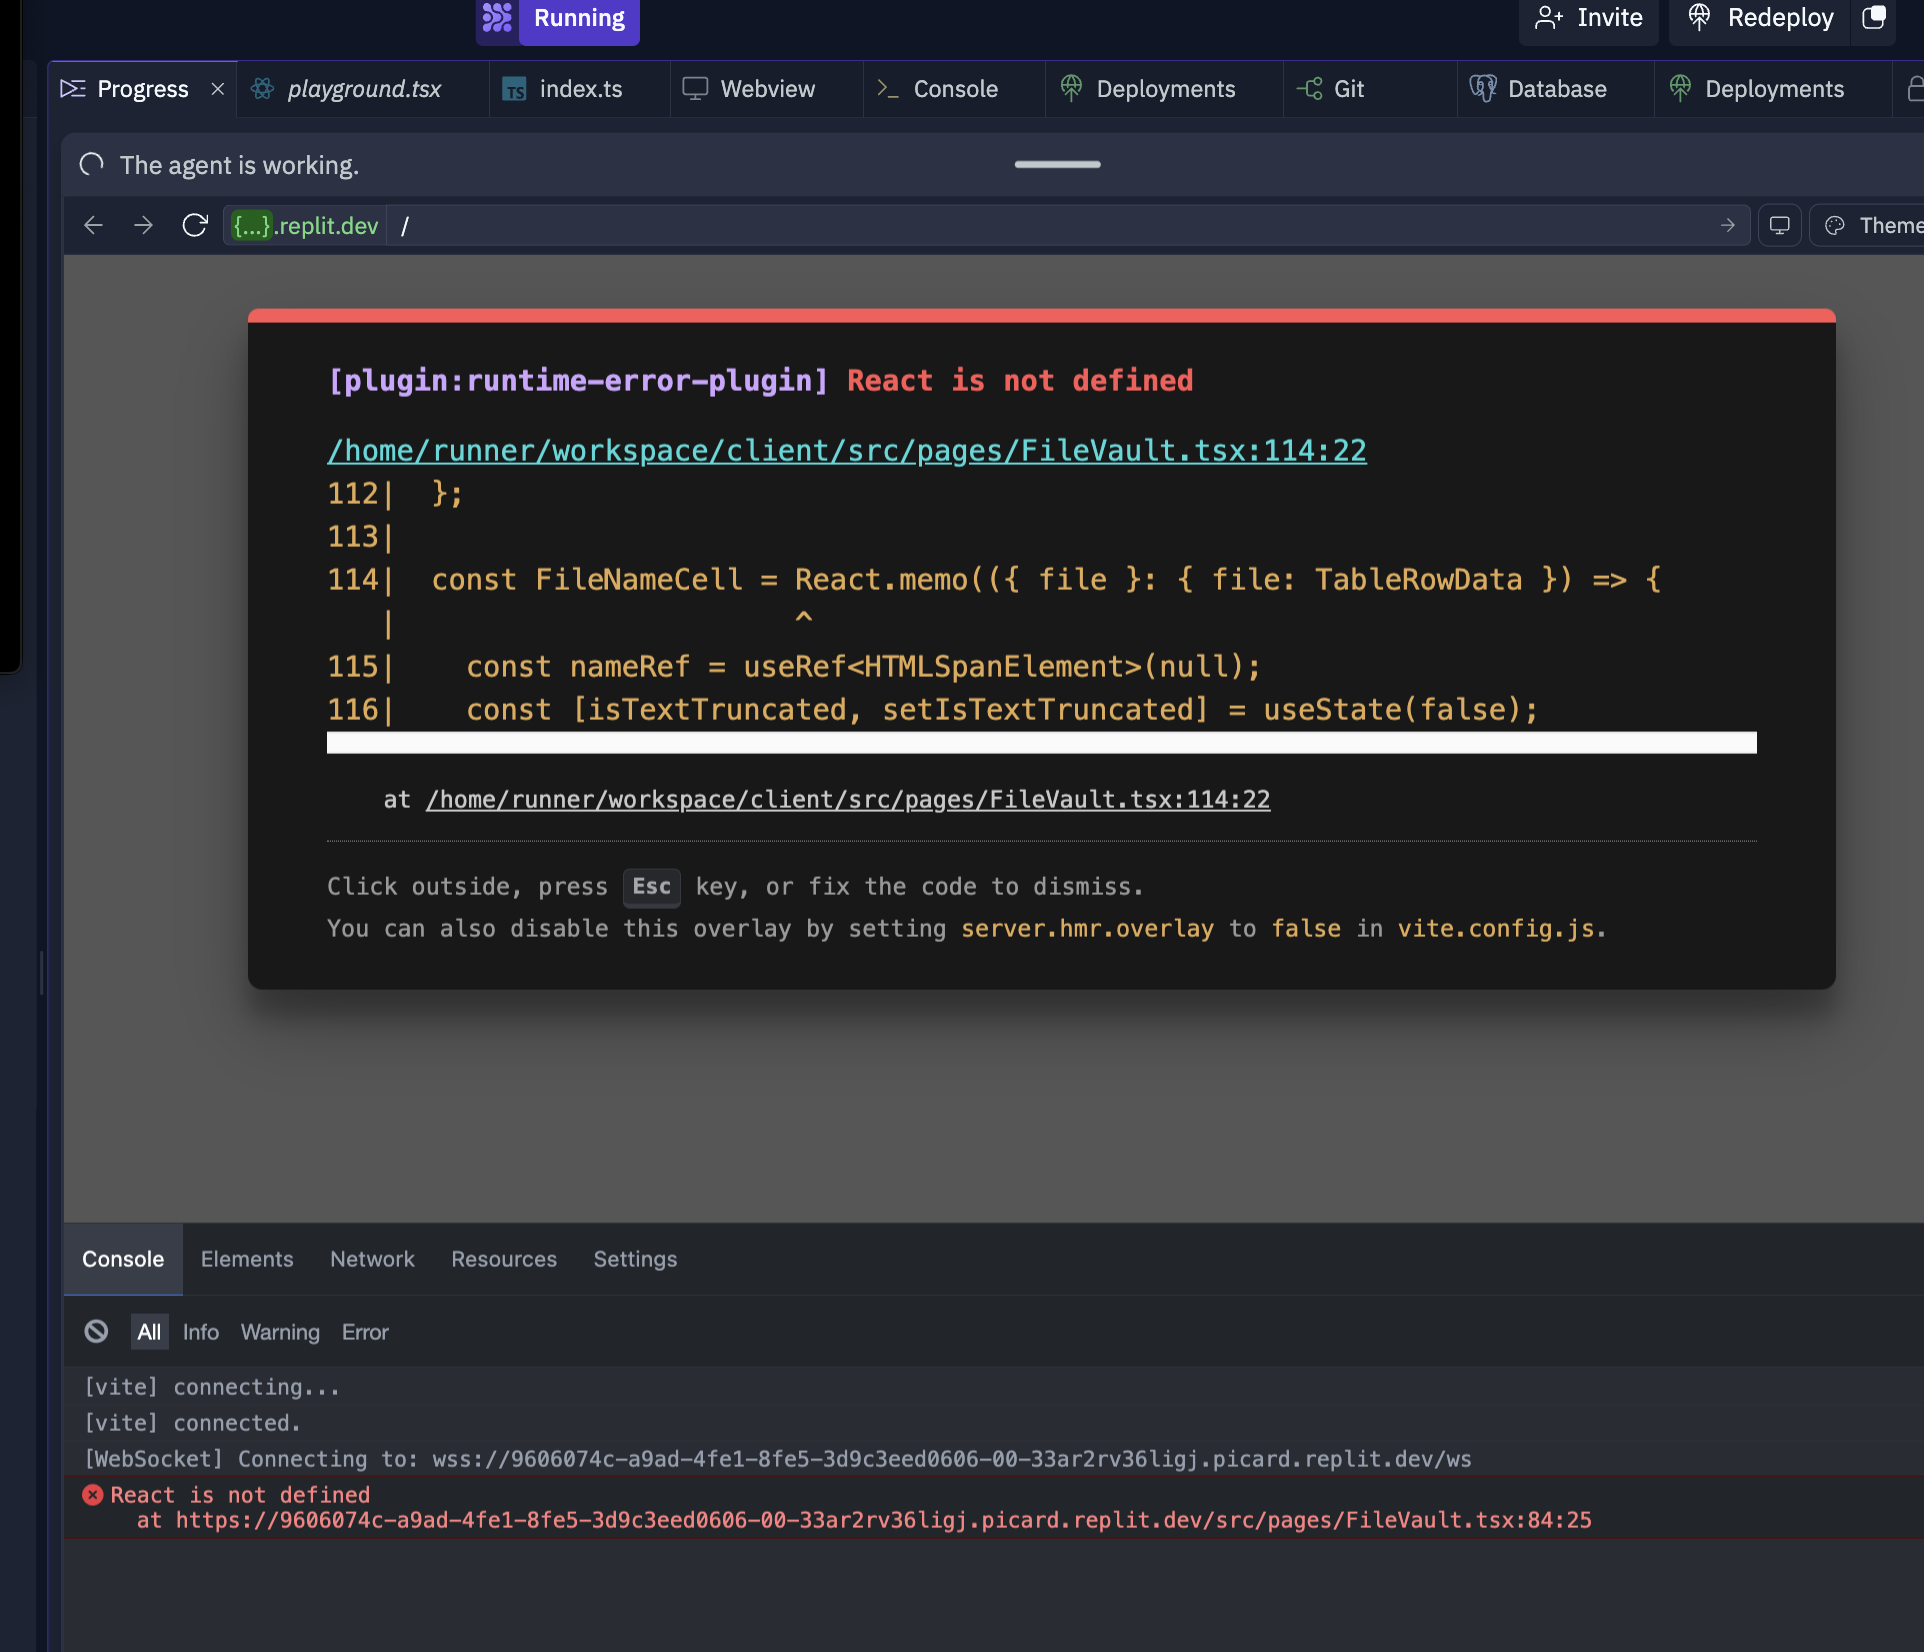 Running
Invite
Redeploy
Progress
playground.tsx
TS index.ts
Webview
Console
Deployments
Git
Database
Deployments
The agent is working.
{...}.replit.dev /
Theme
[plugin:runtime-error-plugin] React is not defined
/home/runner/workspace/client/src/pages/FileVault.tsx:114:22
112|  };
113|
114|  const FileNameCell = React.memo(({ file }: { file: TableRowData }) => {
   |                       ^
115|    const nameRef = useRef<HTMLSpanElement>(null);
116|    const [isTextTruncated, setIsTextTruncated] = useState(false);
at /home/runner/workspace/client/src/pages/FileVault.tsx:114:22
Click outside, press Esc key, or fix the code to dismiss.
You can also disable this overlay by setting server.hmr.overlay to false in vite.config.js.
Console
Elements
Network
Resources
Settings
All
Info
Warning
Error
[vite] connecting...
[vite] connected.
[WebSocket] Connecting to: wss://9606074c-a9ad-4fe1-8fe5-3d9c3eed0606-00-33ar2rv36ligj.picard.replit.dev/ws
React is not defined
at https://9606074c-a9ad-4fe1-8fe5-3d9c3eed0606-00-33ar2rv36ligj.picard.replit.dev/src/pages/FileVault.tsx:84:25